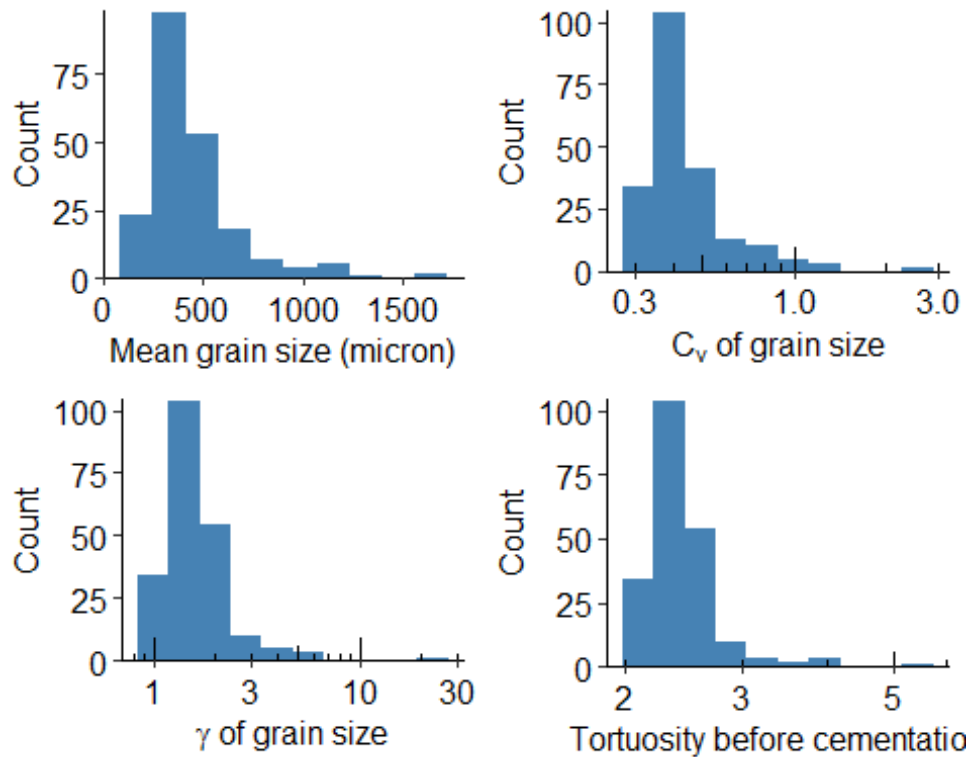 Count
75
50
25
0
0 500 1000 1500
Mean grain size (micron)
Count
100
75
50
25
0
0.3 1.0 3.0
Cv of grain size
Count
100
75
50
25
0
1 3 10 30
γ of grain size
Count
100
75
50
25
0
2 3 5
Tortuosity before cementatio